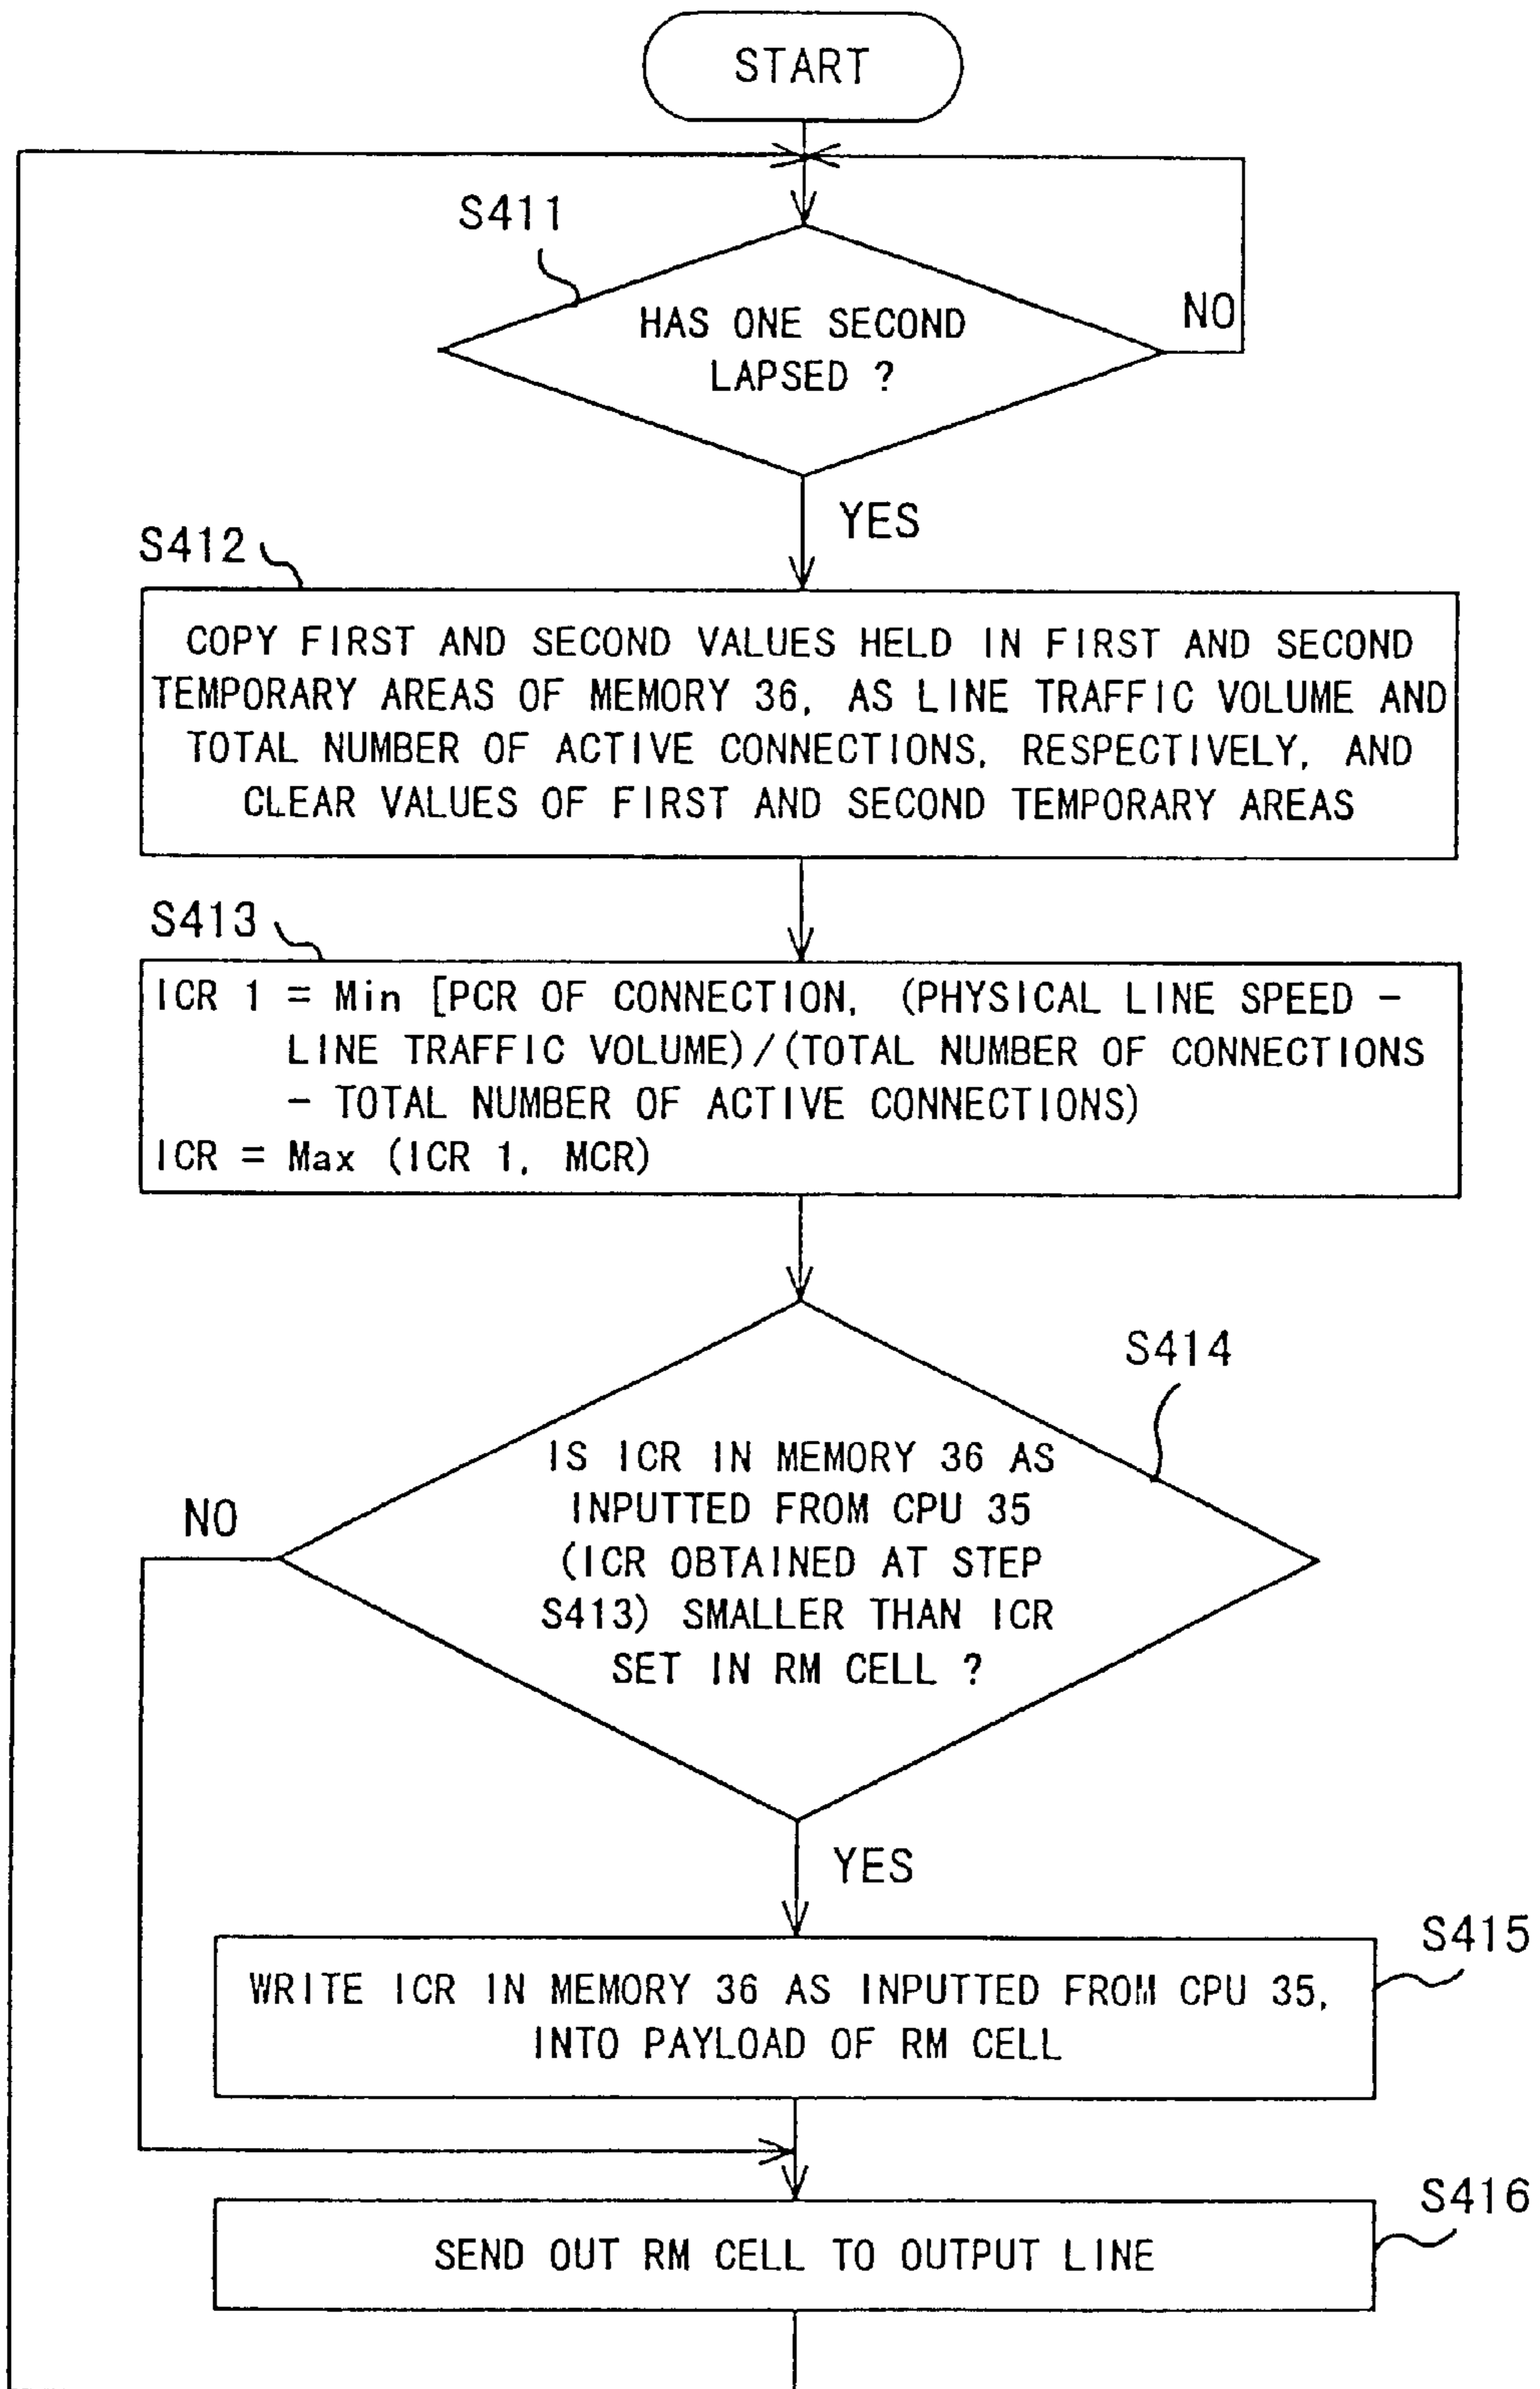 START
S411
HAS ONE SECOND
LAPSED ?
NO
YES
S412
COPY FIRST AND SECOND VALUES HELD IN FIRST AND SECOND
TEMPORARY AREAS OF MEMORY 36, AS LINE TRAFFIC VOLUME AND
TOTAL NUMBER OF ACTIVE CONNECTIONS, RESPECTIVELY, AND
CLEAR VALUES OF FIRST AND SECOND TEMPORARY AREAS
S413
ICR 1 = Min [PCR OF CONNECTION, (PHYSICAL LINE SPEED -
LINE TRAFFIC VOLUME)/(TOTAL NUMBER OF CONNECTIONS
- TOTAL NUMBER OF ACTIVE CONNECTIONS)
ICR = Max (ICR 1, MCR)
S414
IS ICR IN MEMORY 36 AS
INPUTTED FROM CPU 35
(ICR OBTAINED AT STEP
S413) SMALLER THAN ICR
SET IN RM CELL ?
NO
YES
S415
WRITE ICR IN MEMORY 36 AS INPUTTED FROM CPU 35,
INTO PAYLOAD OF RM CELL
S416
SEND OUT RM CELL TO OUTPUT LINE